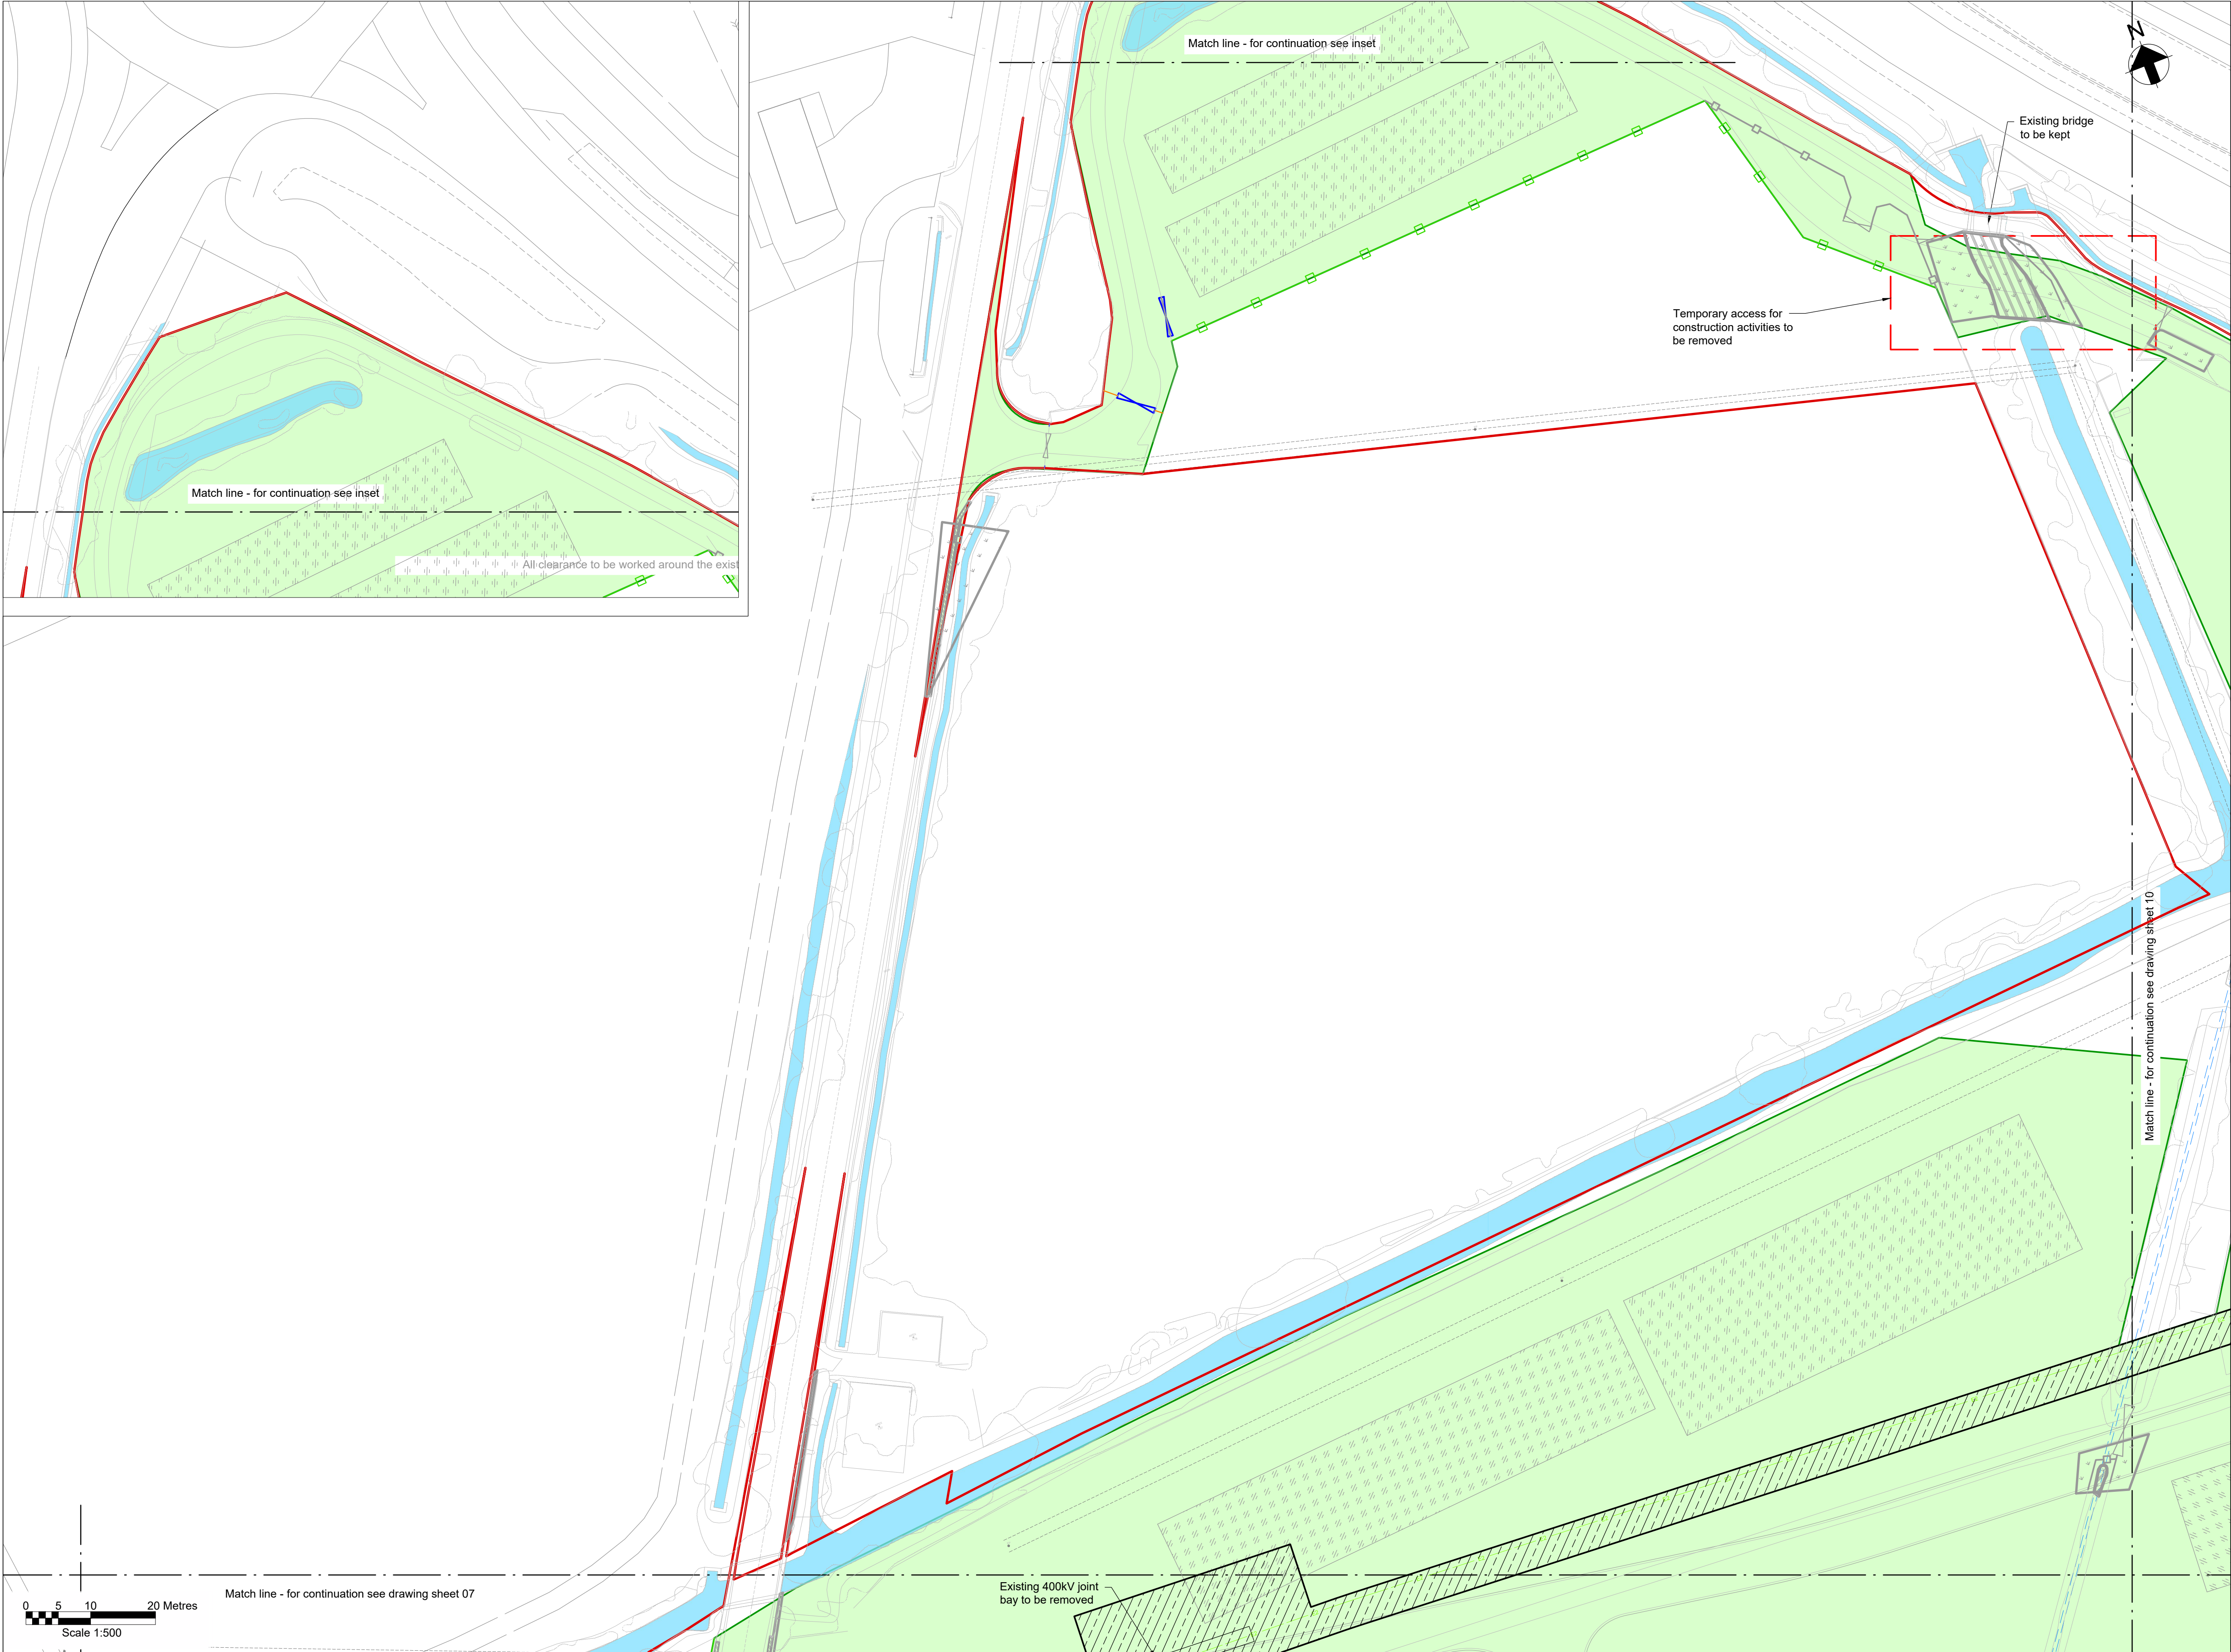 Match line - for continuation see inset
N
Existing bridge
to be kept
Temporary access for
construction activities to
be removed
Match line - for continuation see inset
All clearance to be worked around the exist
Match line - for continuation see drawing sheet 10
Existing 400kV joint
bay to be removed
Match line - for continuation see drawing sheet 07
0 5 10 20 Metres
Scale 1:500